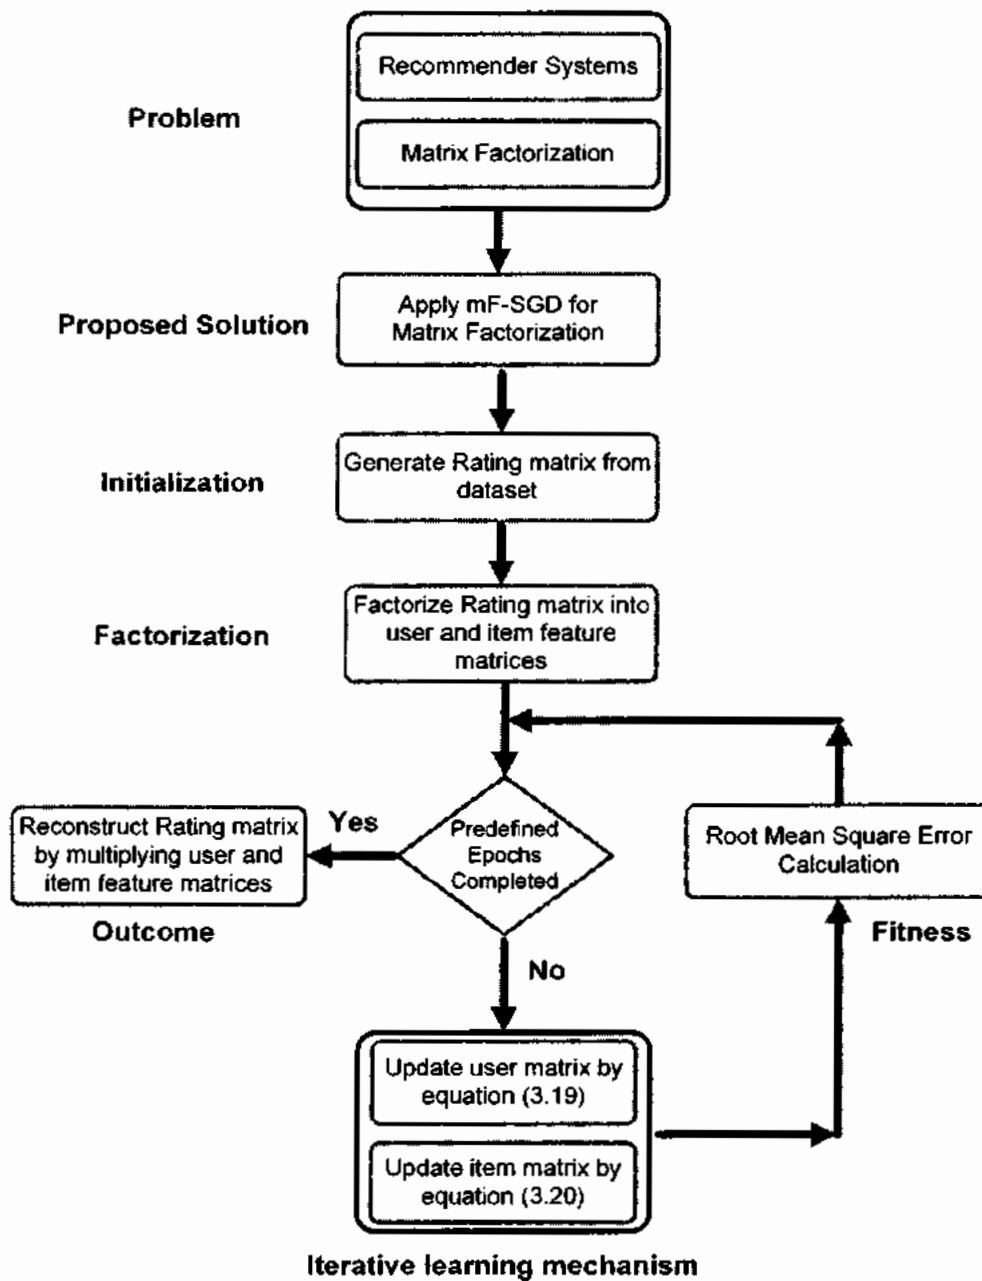 Recommender Systems
Problem
Matrix Factorization
Apply mF-SGD for
Proposed Solution
Matrix Factorization
Generate Rating matrix from
Initialization
dataset
Factorize Rating matrix into
Factorization
user and item feature
matrices
Reconstruct Rating matrix
by multiplying user and
item feature matrices
Yes
Predefined
Epochs
Completed
Root Mean Square Error
Calculation
Outcome
Fitness
No
Update user matrix by
equation (3.19)
Update item matrix by
equation (3.20)
Iterative learning mechanism